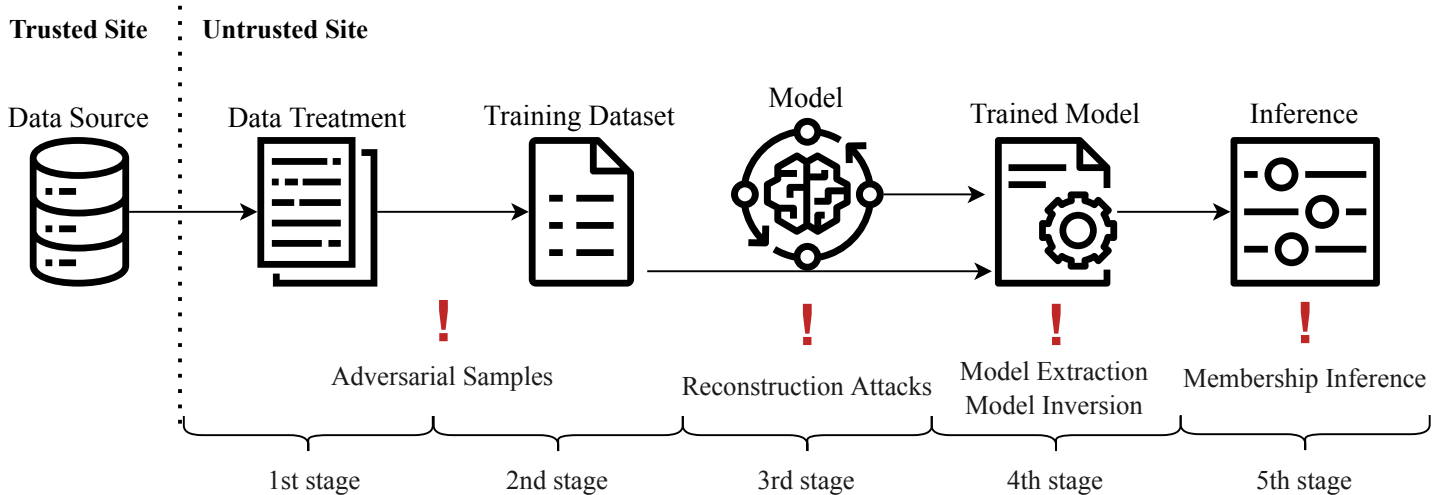 Trusted Site
Untrusted Site
Data Source
Data Treatment
Training Dataset
Model
Trained Model
Inference
!
!
!
!
Adversarial Samples
Reconstruction Attacks
Model Extraction
Model Inversion
Membership Inference
1st stage
2nd stage
3rd stage
4th stage
5th stage